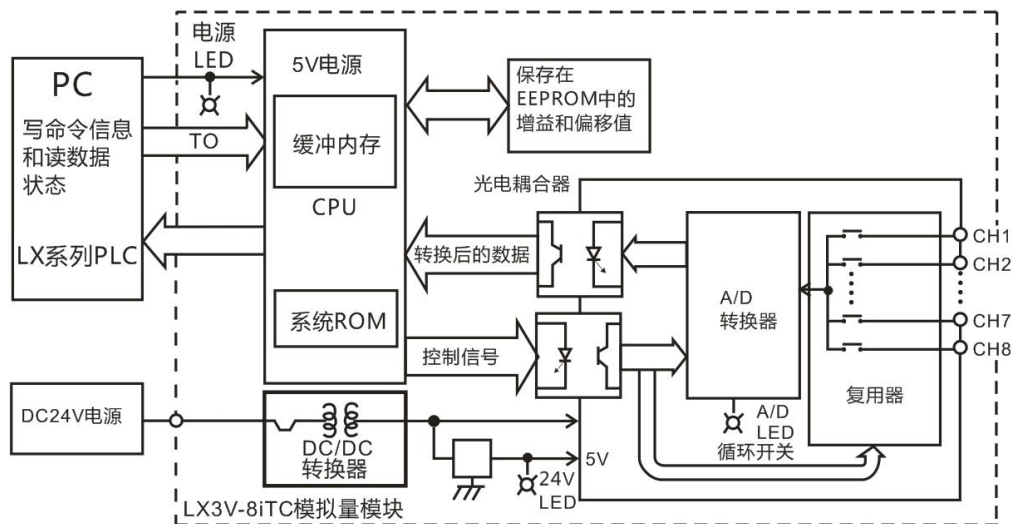 电源
LED
PC
写命令信息
和读数据
状态
LX系列PLC
TO
5V电源
缓冲内存
CPU
系统ROM
保存在
EEPROM中的
增益和偏移值
光电耦合器
转换后的数据
控制信号
A/D
转换器
复用器
CH1
CH2
CH7
CH8
A/D
LED
循环开关
DC24V电源
DC/DC
转换器
5V
24V
LED
LX3V-8iTC模拟量模块